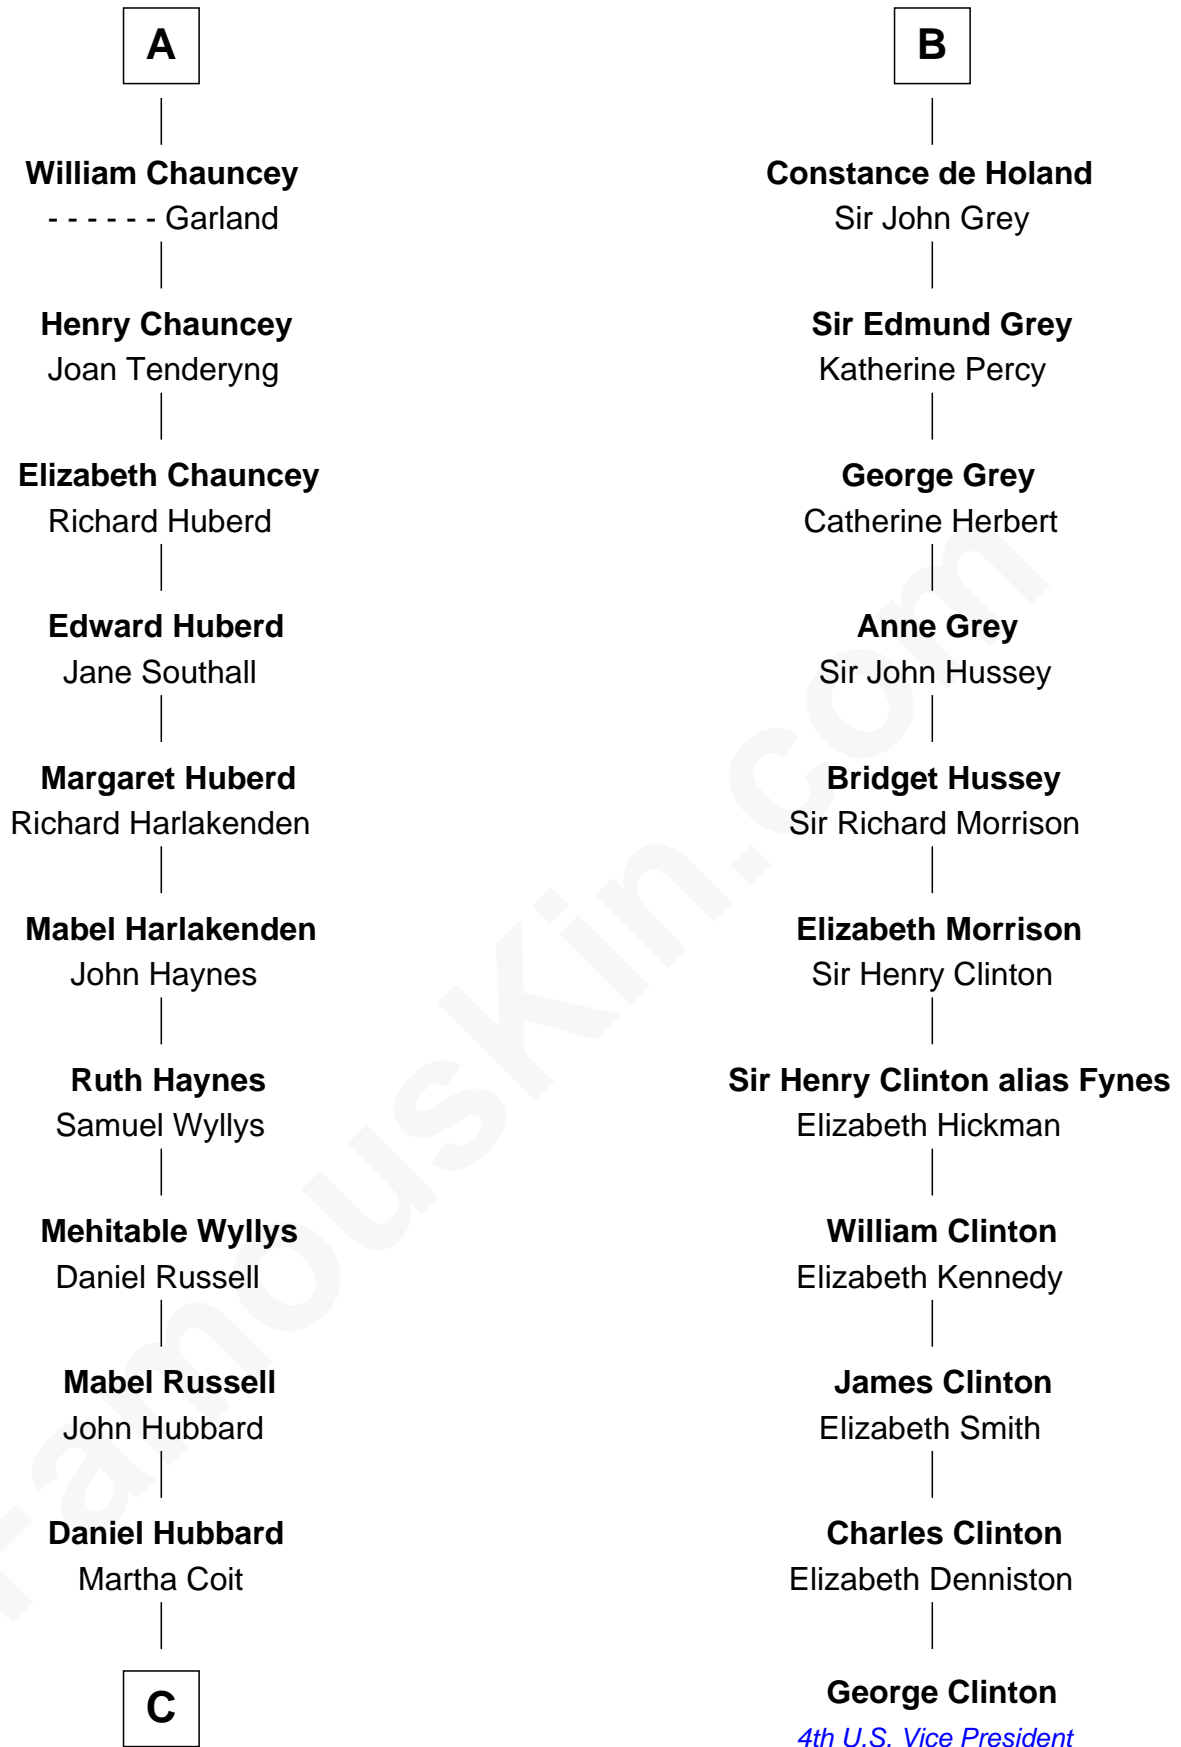 A
William Chauncey
- - - - - - Garland
Henry Chauncey
Joan Tenderyng
Elizabeth Chauncey
Richard Huberd
Edward Huberd
Jane Southall
Margaret Huberd
Richard Harlakenden
Mabel Harlakenden
John Haynes
Ruth Haynes
Samuel Wyllys
Mehitable Wyllys
Daniel Russell
Mabel Russell
John Hubbard
Daniel Hubbard
Martha Coit
C
B
Constance de Holand
Sir John Grey
Sir Edmund Grey
Katherine Percy
George Grey
Catherine Herbert
Anne Grey
Sir John Hussey
Bridget Hussey
Sir Richard Morrison
Elizabeth Morrison
Sir Henry Clinton
Sir Henry Clinton alias Fynes
Elizabeth Hickman
William Clinton
Elizabeth Kennedy
James Clinton
Elizabeth Smith
Charles Clinton
Elizabeth Denniston
George Clinton
4th U.S. Vice President
FamousKin.com